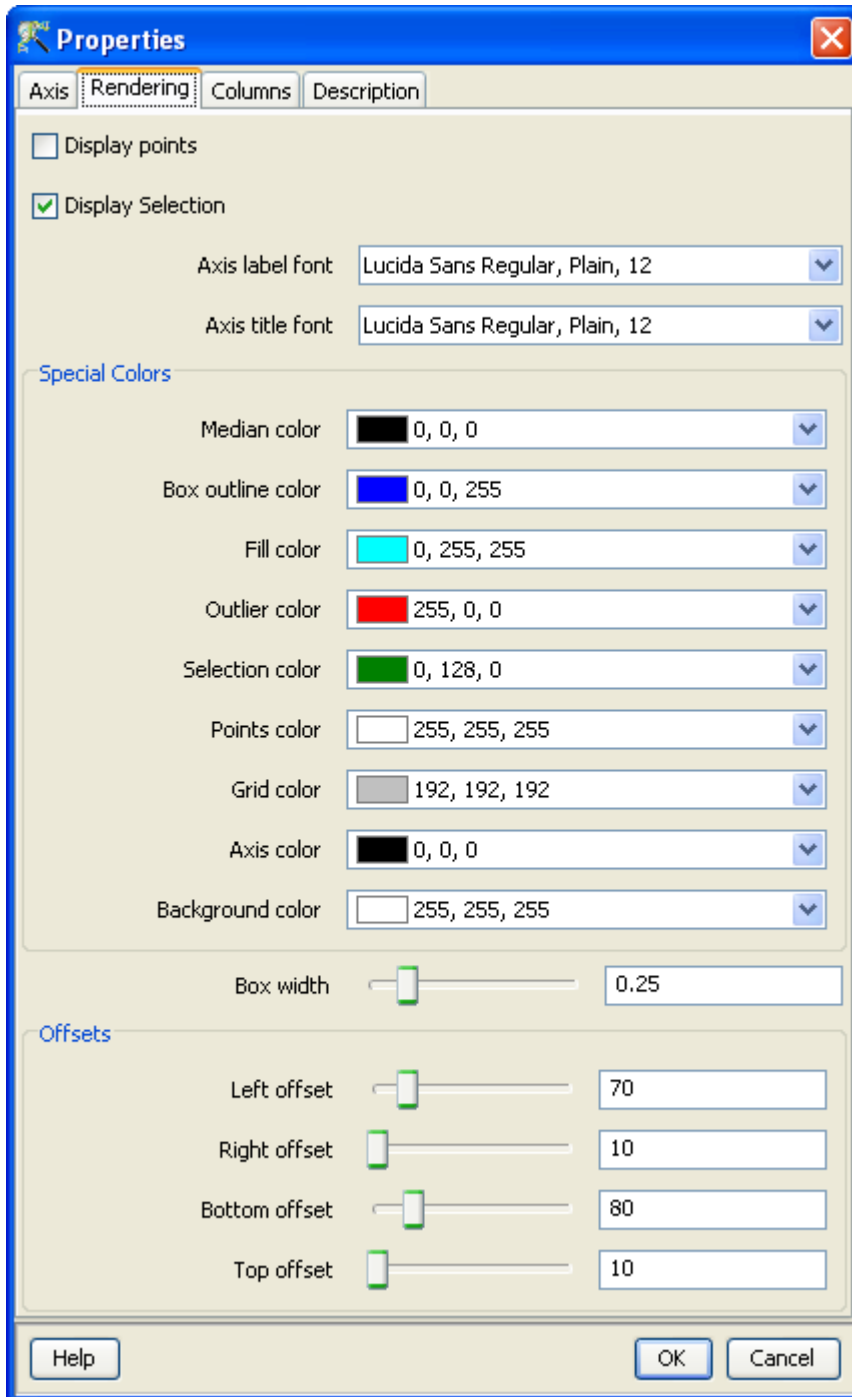 Properties
Axis Rendering Columns Description
Display points
Display Selection
Axis label font Lucida Sans Regular, Plain, 12
Axis title font Lucida Sans Regular, Plain, 12
Special Colors
Median color 0, 0, 0
Box outline color 0, 0, 255
Fill color 0, 255, 255
Outlier color 255, 0, 0
Selection color 0, 128, 0
Points color 255, 255, 255
Grid color 192, 192, 192
Axis color 0, 0, 0
Background color 255, 255, 255
Box width 0.25
Offsets
Left offset 70
Right offset 10
Bottom offset 80
Top offset 10
Help OK Cancel